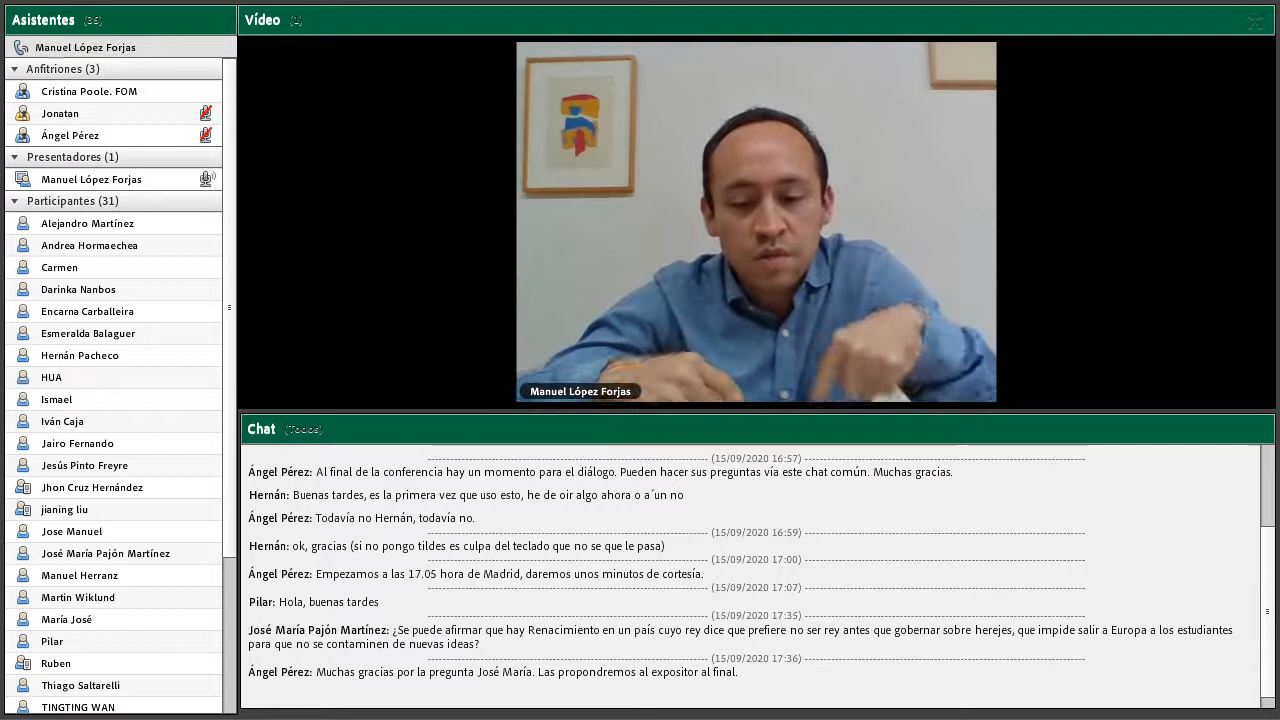 Asistentes (35)
Manuel López Forjas
Anfitriones (3)
Cristina Poole. FOM
Jonatan
Ángel Pérez
Presentadores (1)
Manuel López Forjas
Participantes (31)
Alejandro Martínez
Andrea Hormaechea
Carmen
Darinka Nanbos
Encarna Carballeira
Esmeralda Balaguer
Hernán Pacheco
HUA
Ismael
Iván Caja
Jairo Fernando
Jesús Pinto Freyre
Jhon Cruz Hernández
jianing liu
Jose Manuel
José María Pajón Martínez
Manuel Herranz
Martin Wiklund
María José
Pilar
Ruben
Thiago Saltarelli
TINGTING WAN
Vídeo (1)
Manuel López Forjas
Chat (Todos)
(15/09/2020 16:57)
Ángel Pérez: Al final de la conferencia hay un momento para el diálogo. Pueden hacer sus preguntas vía este chat común. Muchas gracias.
Hernán: Buenas tardes, es la primera vez que uso esto, he de oir algo ahora o a´un no
Ángel Pérez: Todavía no Hernán, todavía no.
(15/09/2020 16:59)
Hernán: ok, gracias (si no pongo tildes es culpa del teclado que no se que le pasa)
(15/09/2020 17:00)
Ángel Pérez: Empezamos a las 17.05 hora de Madrid, daremos unos minutos de cortesía.
(15/09/2020 17:07)
Pilar: Hola, buenas tardes
(15/09/2020 17:35)
José María Pajón Martínez: ¿Se puede afirmar que hay Renacimiento en un país cuyo rey dice que prefiere no ser rey antes que gobernar sobre herejes, que impide salir a Europa a los estudiantes
para que no se contaminen de nuevas ideas?
(15/09/2020 17:36)
Ángel Pérez: Muchas gracias por la pregunta José María. Las propondremos al expositor al final.